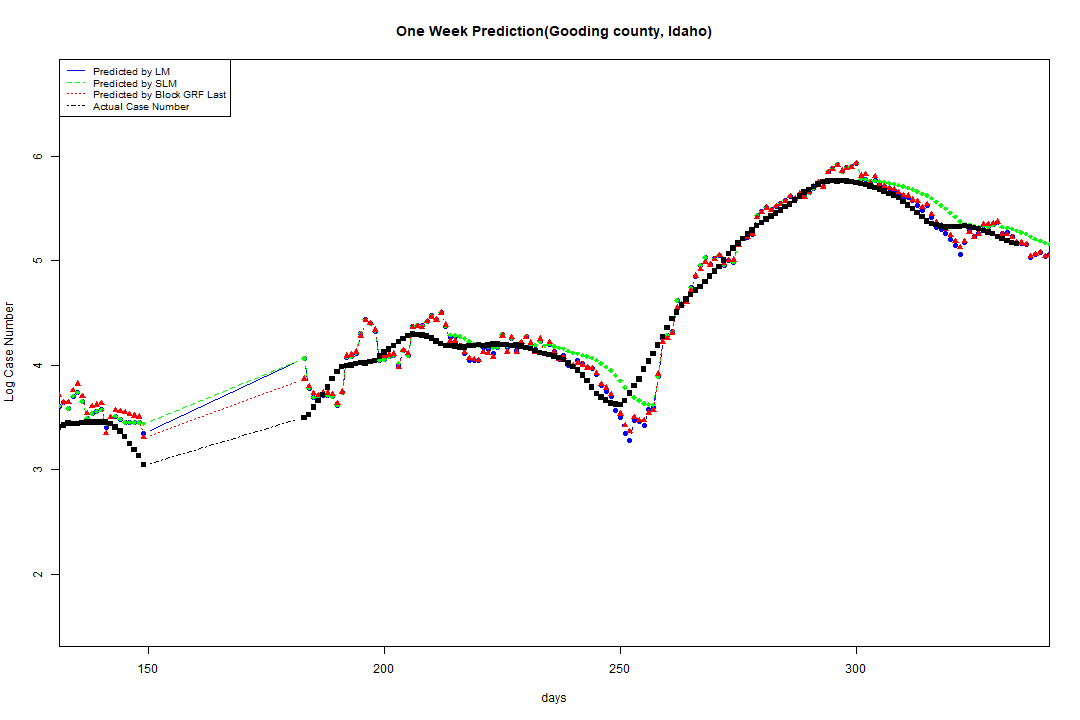 One Week Prediction(Gooding county, Idaho)
Predicted by LM
Predicted by SLM
Predicted by Block GRF Last
Actual Case Number
6
5
4
3
2
Log Case Number
150
200
250
300
days